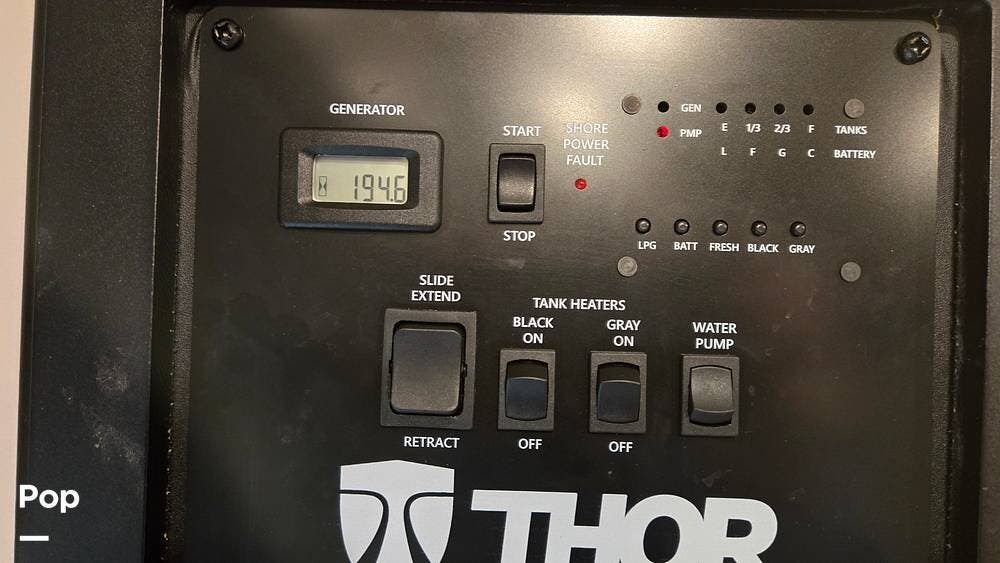 GENERATOR
194.6
START
STOP
SHORE
POWER
FAULT
GEN
PMP
E 1/3 2/3 F TANKS
L F G C BATTERY
LPG BATT FRESH BLACK GRAY
SLIDE
EXTEND
RETRACT
TANK HEATERS
BLACK
ON
OFF
GRAY
ON
OFF
WATER
PUMP
THOR
Pop